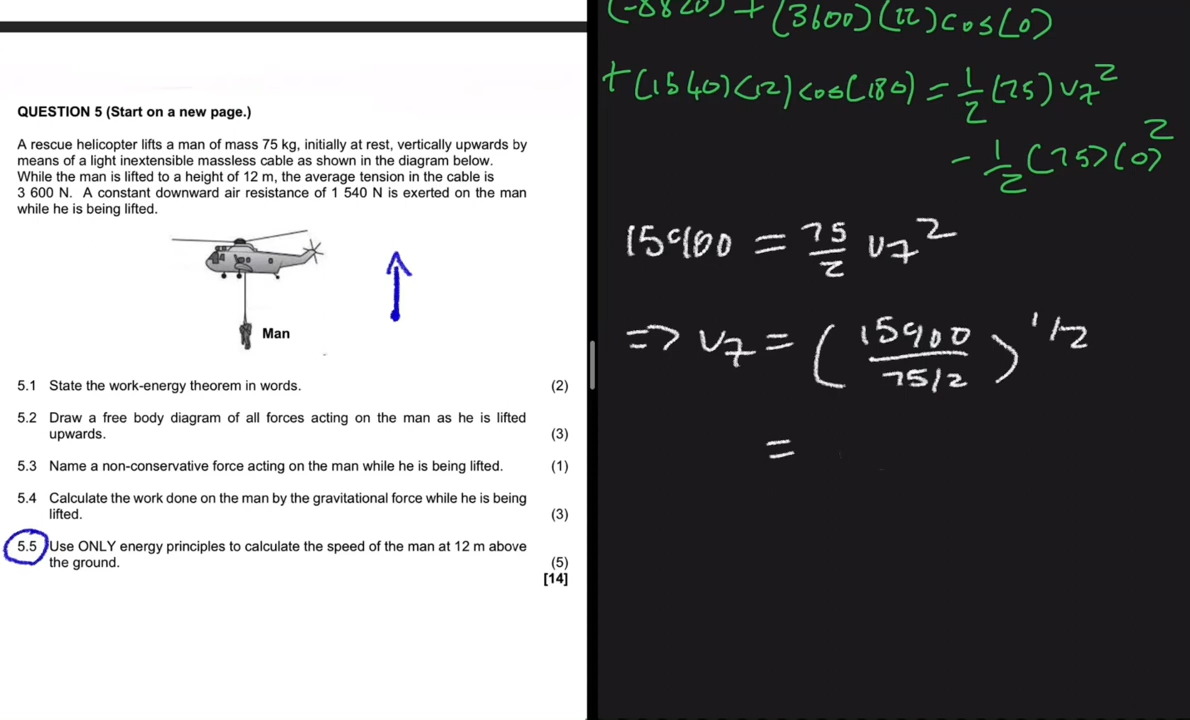 QUESTION 5 (Start on a new page.)
A rescue helicopter lifts a man of mass 75 kg, initially at rest, vertically upwards by
means of a light inextensible massless cable as shown in the diagram below.
While the man is lifted to a height of 12 m, the average tension in the cable is
3 600 N. A constant downward air resistance of 1 540 N is exerted on the man
while he is being lifted.
Man
5.1 State the work-energy theorem in words. (2)
5.2 Draw a free body diagram of all forces acting on the man as he is lifted
upwards. (3)
5.3 Name a non-conservative force acting on the man while he is being lifted. (1)
5.4 Calculate the work done on the man by the gravitational force while he is being
lifted. (3)
5.5 Use ONLY energy principles to calculate the speed of the man at 12 m above
the ground. (5)
[14]
(-8820) + (3600)(12) cos(0)
+ (1540)(12) cos(180) = 1/2 (75) vf^2
- 1/2 (75)(0)^2
15900 = 75/2 vf^2
=> vf = (15900 / 75/2)^1/2
=